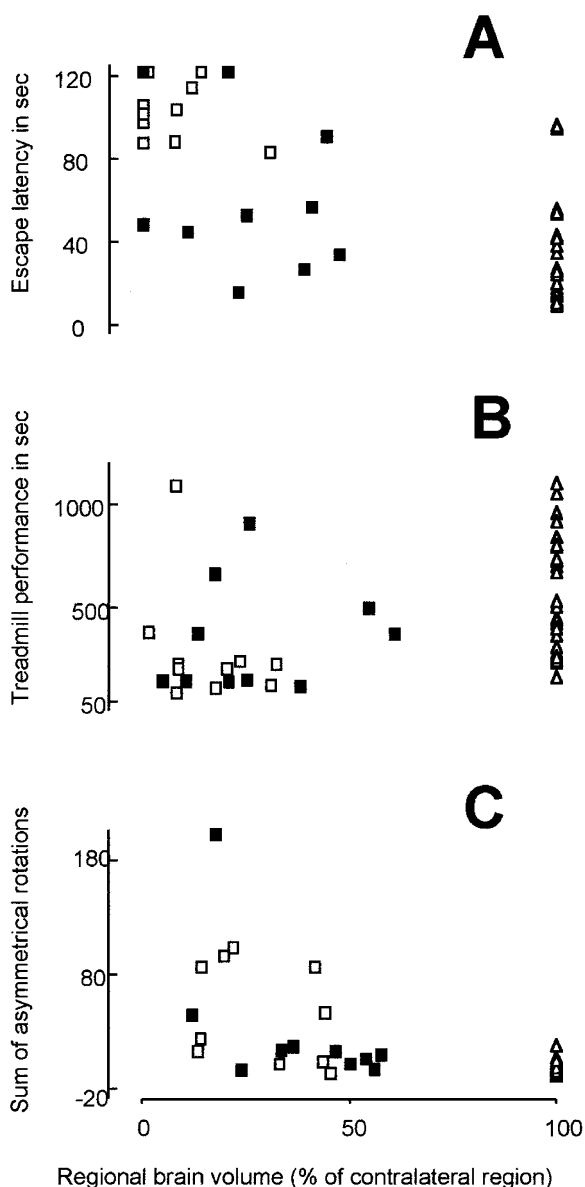 A
Escape latency in sec
120
80
40
0
B
Treadmill performance in sec
1000
500
50
C
Sum of asymmetrical rotations
180
80
-20
0 50 100
Regional brain volume (% of contralateral region)